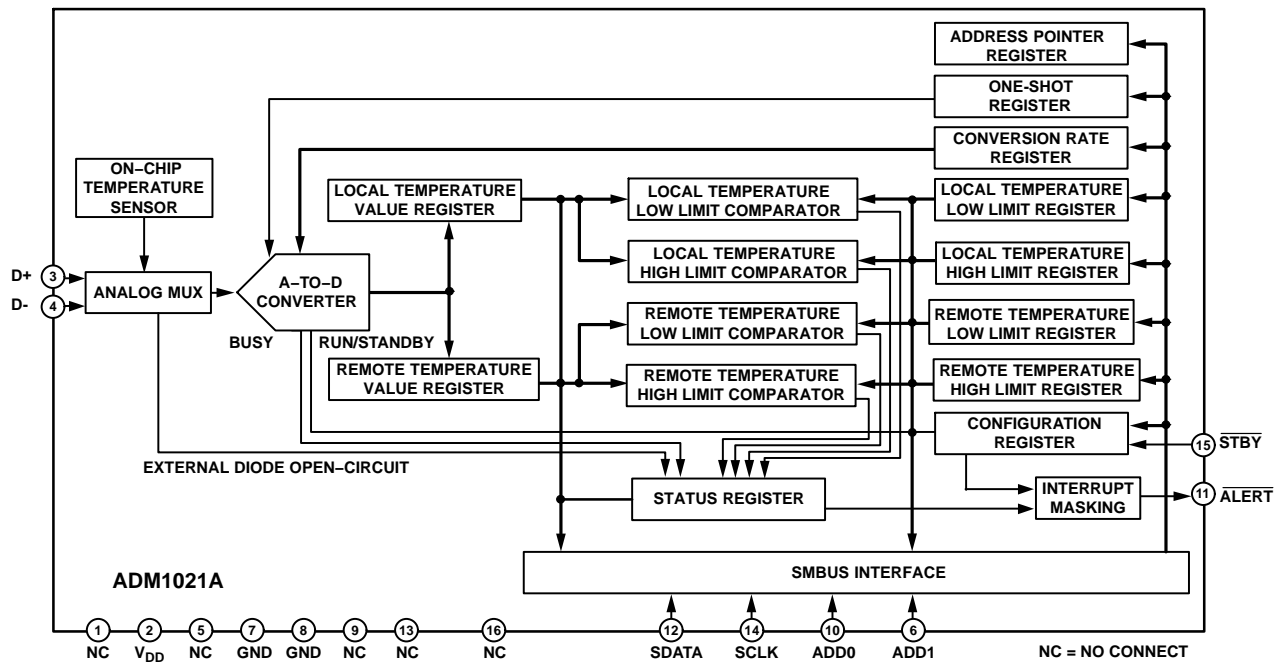 ADDRESS POINTER
REGISTER
ONE-SHOT
REGISTER
CONVERSION RATE
REGISTER
ON–CHIP
TEMPERATURE
SENSOR
LOCAL TEMPERATURE
VALUE REGISTER
LOCAL TEMPERATURE
LOW LIMIT COMPARATOR
LOCAL TEMPERATURE
LOW LIMIT REGISTER
D+
3
D-
4
ANALOG MUX
A–TO–D
CONVERTER
LOCAL TEMPERATURE
HIGH LIMIT COMPARATOR
LOCAL TEMPERATURE
HIGH LIMIT REGISTER
BUSY
RUN/STANDBY
REMOTE TEMPERATURE
LOW LIMIT COMPARATOR
REMOTE TEMPERATURE
LOW LIMIT REGISTER
REMOTE TEMPERATURE
VALUE REGISTER
REMOTE TEMPERATURE
HIGH LIMIT COMPARATOR
REMOTE TEMPERATURE
HIGH LIMIT REGISTER
CONFIGURATION
REGISTER
15
STBY
EXTERNAL DIODE OPEN–CIRCUIT
STATUS REGISTER
INTERRUPT
MASKING
11
ALERT
SMBUS INTERFACE
ADM1021A
1
NC
2
VDD
5
NC
7
GND
8
GND
9
NC
13
NC
16
NC
12
SDATA
14
SCLK
10
ADD0
6
ADD1
NC = NO CONNECT